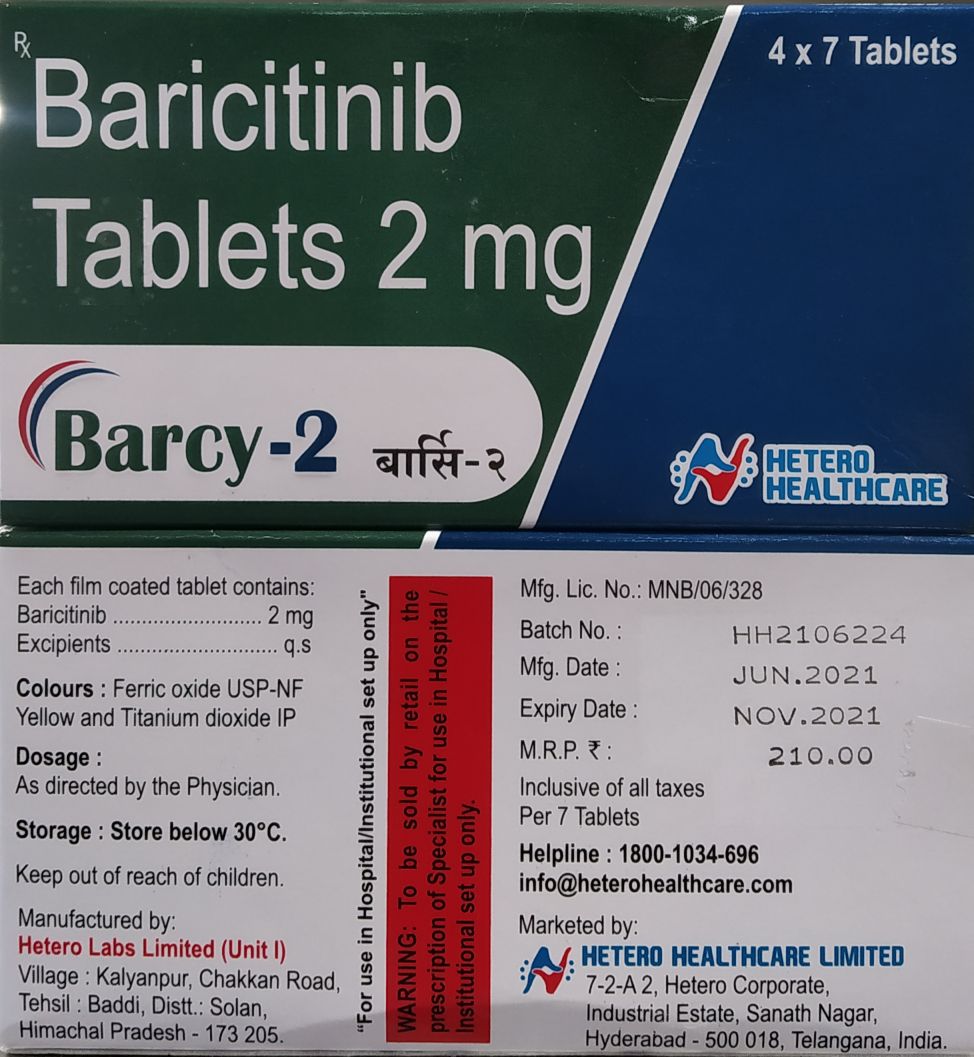 Rx
Baricitinib
Tablets 2 mg
4 x 7 Tablets
Barcy-2 बार्सि-२
HETERO
HEALTHCARE
Each film coated tablet contains:
Baricitinib .......................... 2 mg
Excipients ............................ q.s
Colours : Ferric oxide USP-NF
Yellow and Titanium dioxide IP
Dosage :
As directed by the Physician.
Storage : Store below 30°C.
Keep out of reach of children.
Manufactured by:
Hetero Labs Limited (Unit I)
Village : Kalyanpur, Chakkan Road,
Tehsil : Baddi, Distt.: Solan,
Himachal Pradesh - 173 205.
"For use in Hospital/Institutional set up only"
WARNING: To be sold by retail on the
prescription of Specialist for use in Hospital /
Institutional set up only.
Mfg. Lic. No.: MNB/06/328
Batch No. : HH2106224
Mfg. Date : JUN.2021
Expiry Date : NOV.2021
M.R.P. ₹ : 210.00
Inclusive of all taxes
Per 7 Tablets
Helpline : 1800-1034-696
info@heterohealthcare.com
Marketed by:
HETERO HEALTHCARE LIMITED
7-2-A 2, Hetero Corporate,
Industrial Estate, Sanath Nagar,
Hyderabad - 500 018, Telangana, India.